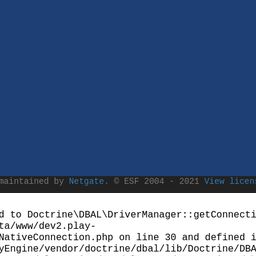 maintained by Netgate. © ESF 2004 - 2021 View licen
d to Doctrine\DBAL\DriverManager::getConnecti
ta/www/dev2.play-
NativeConnection.php on line 30 and defined i
yEngine/vendor/doctrine/dbal/lib/Doctrine/DBA